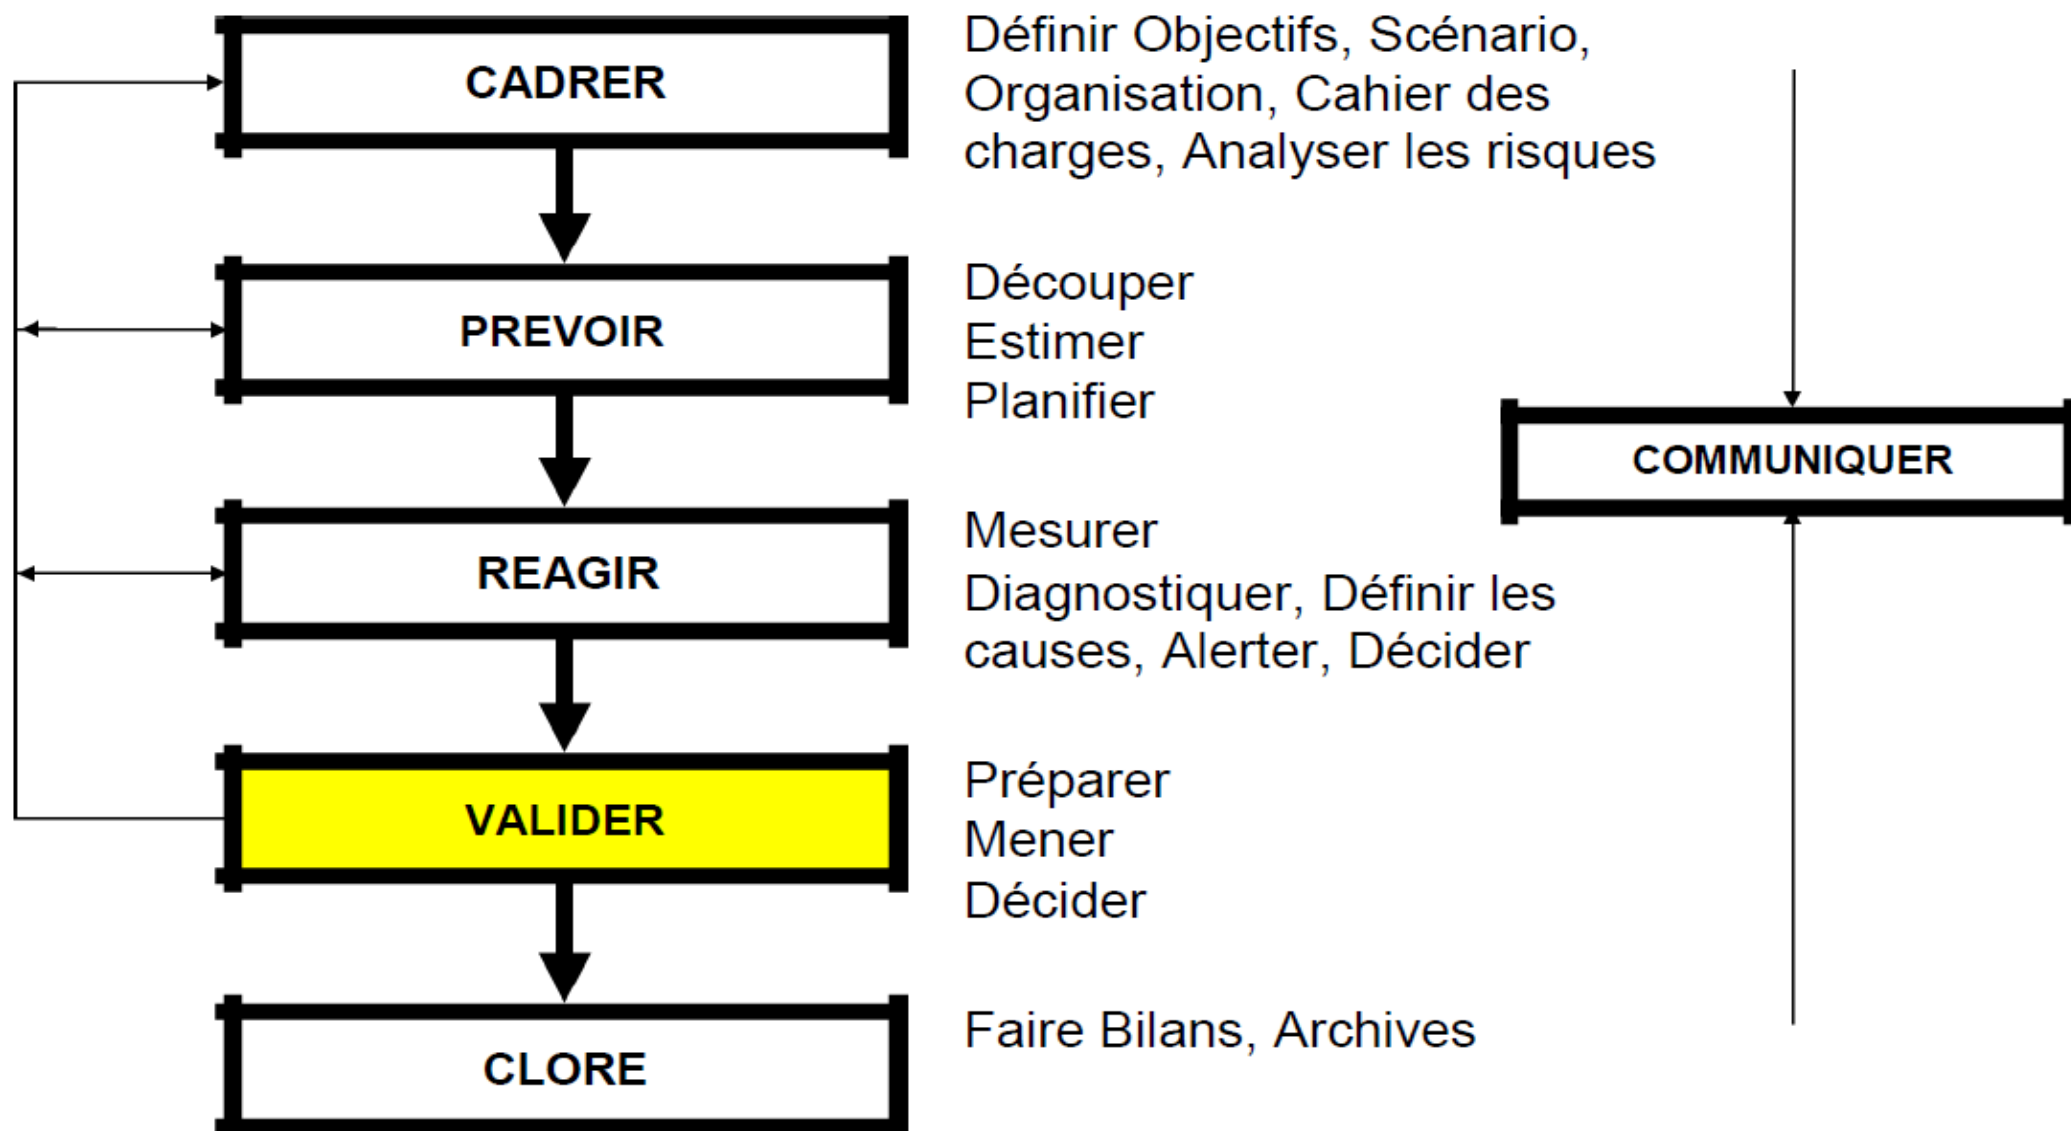 CADRER
Définir Objectifs, Scénario,
Organisation, Cahier des
charges, Analyser les risques
PREVOIR
Découper
Estimer
Planifier
COMMUNIQUER
REAGIR
Mesurer
Diagnostiquer, Définir les
causes, Alerter, Décider
VALIDER
Préparer
Mener
Décider
CLORE
Faire Bilans, Archives